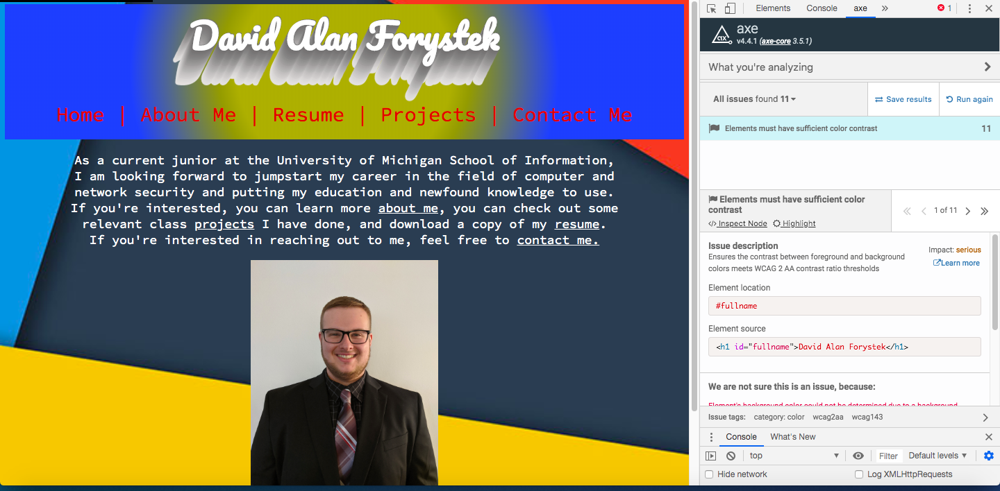 David Alan Forystek
Home | About Me | Resume | Projects | Contact Me
As a current junior at the University of Michigan School of Information,
I am looking forward to jumpstart my career in the field of computer and
network security and putting my education and newfound knowledge to use.
If you're interested, you can learn more about me, you can check out some
relevant class projects I have done, and download a copy of my resume.
If you're interested in reaching out to me, feel free to contact me.
Elements Console axe » 1
axe
v4.4.1 (axe-core 3.5.1)
What you're analyzing
All issues found 11
Save results
Run again
Elements must have sufficient color contrast 11
Elements must have sufficient color
contrast
1 of 11
</> Inspect Node Highlight
Issue description
Impact: serious
Ensures the contrast between foreground and background
colors meets WCAG 2 AA contrast ratio thresholds
Learn more
Element location
#fullname
Element source
<h1 id="fullname">David Alan Forystek</h1>
We are not sure this is an issue, because:
Element's background color could not be determined due to a background
Issue tags: category: color wcag2aa wcag143
Console What's New
top Filter Default levels
Hide network Log XMLHttpRequests